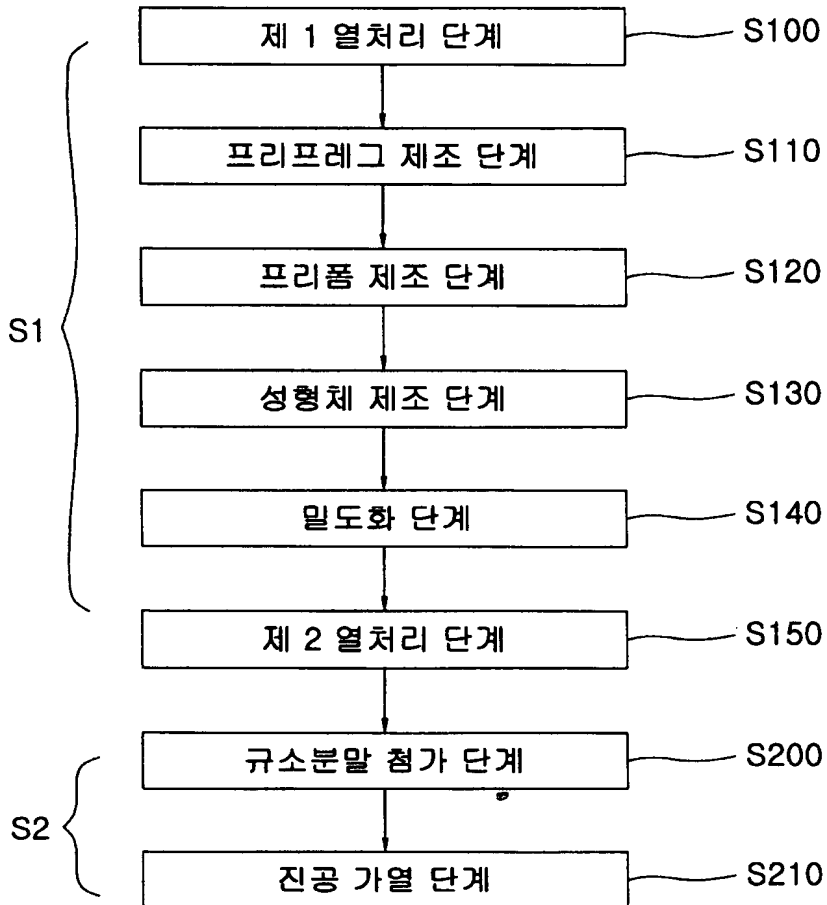 제 1 열처리 단계 S100
프리프레그 제조 단계 S110
프리폼 제조 단계 S120
S1
성형체 제조 단계 S130
밀도화 단계 S140
제 2 열처리 단계 S150
규소분말 첨가 단계 S200
S2
진공 가열 단계 S210